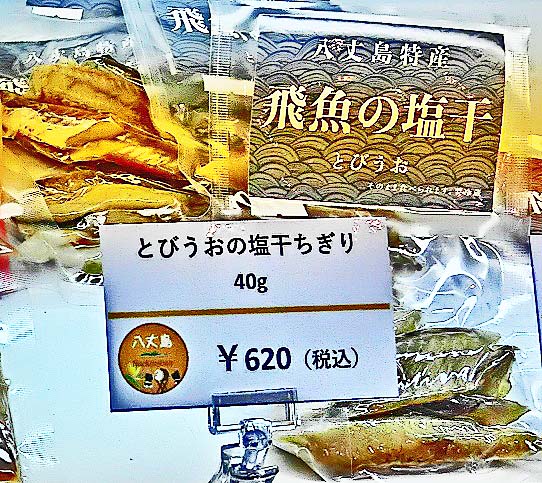 八丈島特産
飛魚の塩干
とびうお
とびうおの塩干ちぎり
40g
八丈島
￥620（税込）